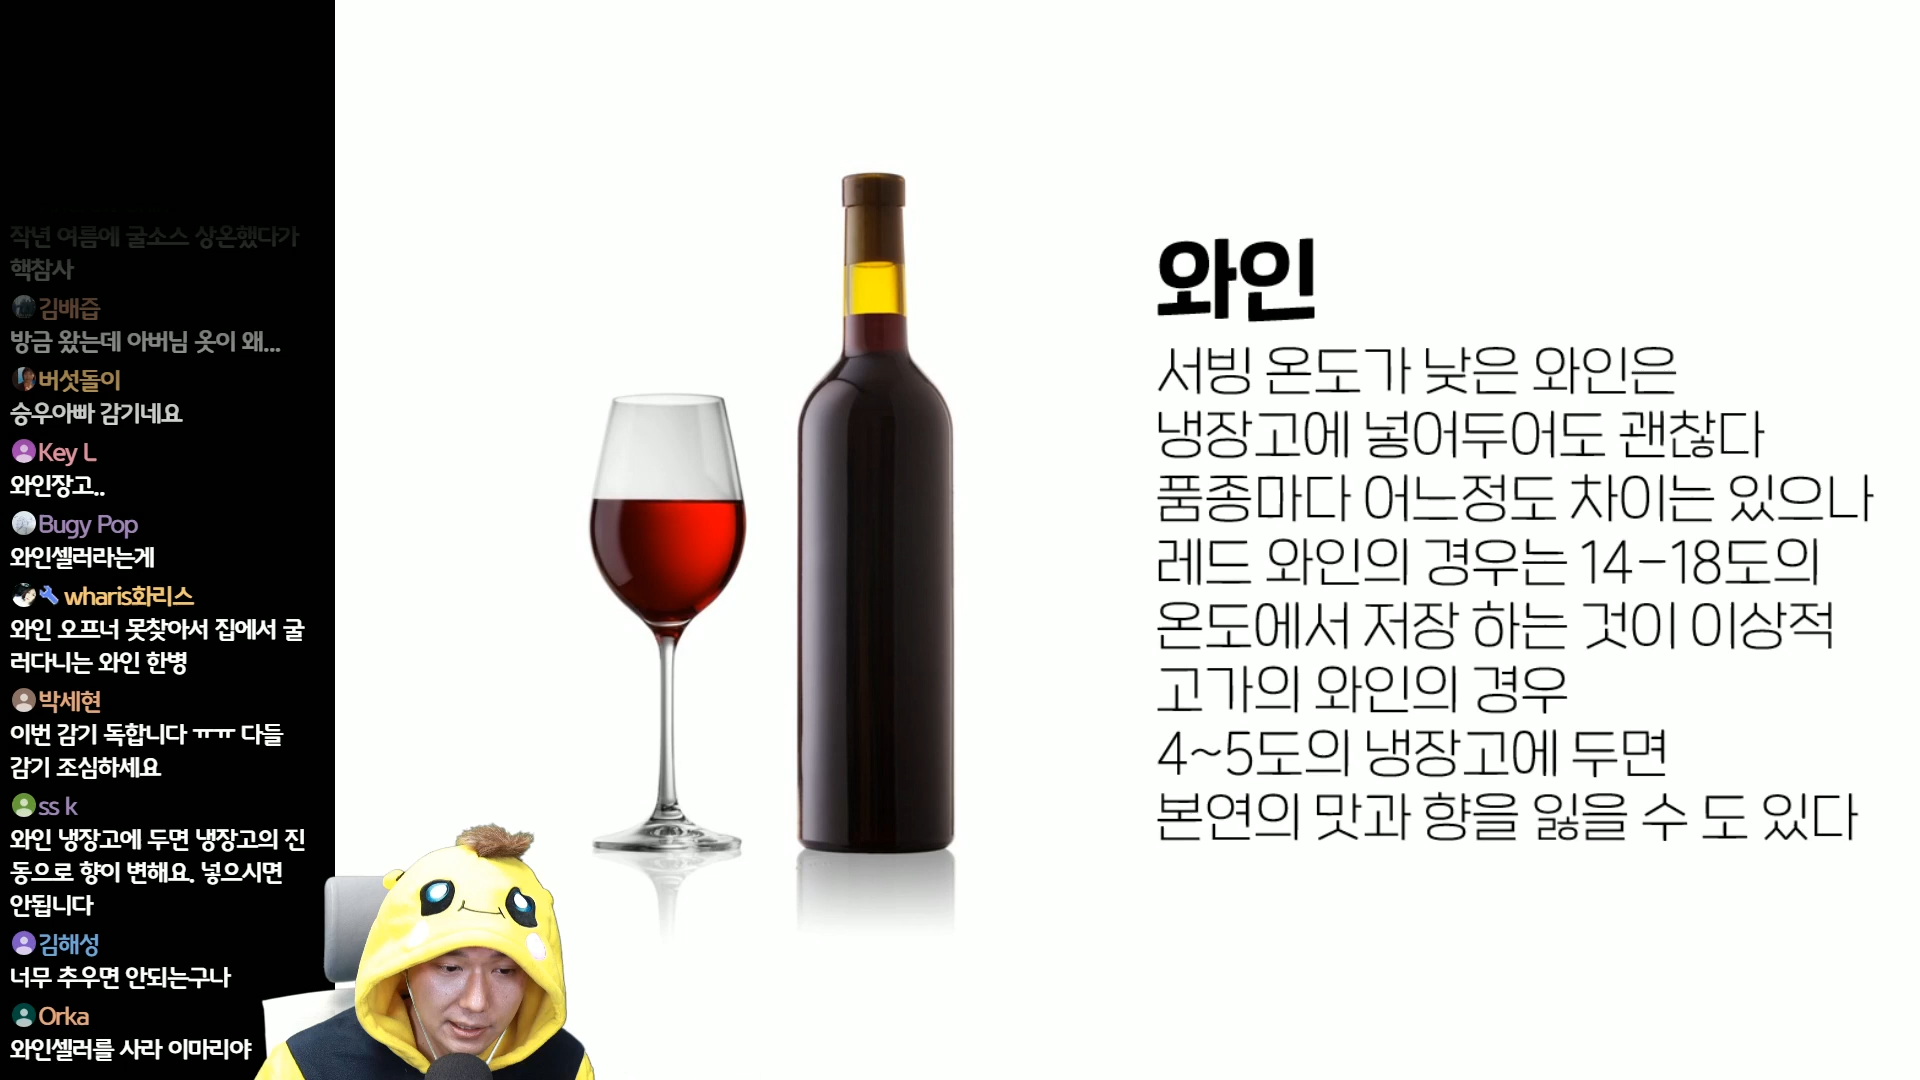 작년 여름에 굴소스 상온했다가
핵참사
김배즙
방금 왔는데 아버님 옷이 왜...
버섯돌이
승우아빠 감기네요
Key L
와인장고..
Bugy Pop
와인셀러라는게
wharis화리스
와인 오프너 못찾아서 집에서 굴
러다니는 와인 한병
박세현
이번 감기 독합니다 ㅠㅠ 다들
감기 조심하세요
ss k
와인 냉장고에 두면 냉장고의 진
동으로 향이 변해요. 넣으시면
안됩니다
김해성
너무 추우면 안되는구나
Orka
와인셀러를 사라 이마리야
와인
서빙 온도가 낮은 와인은
냉장고에 넣어두어도 괜찮다
품종마다 어느정도 차이는 있으나
레드 와인의 경우는 14-18도의
온도에서 저장 하는 것이 이상적
고가의 와인의 경우
4~5도의 냉장고에 두면
본연의 맛과 향을 잃을 수 도 있다